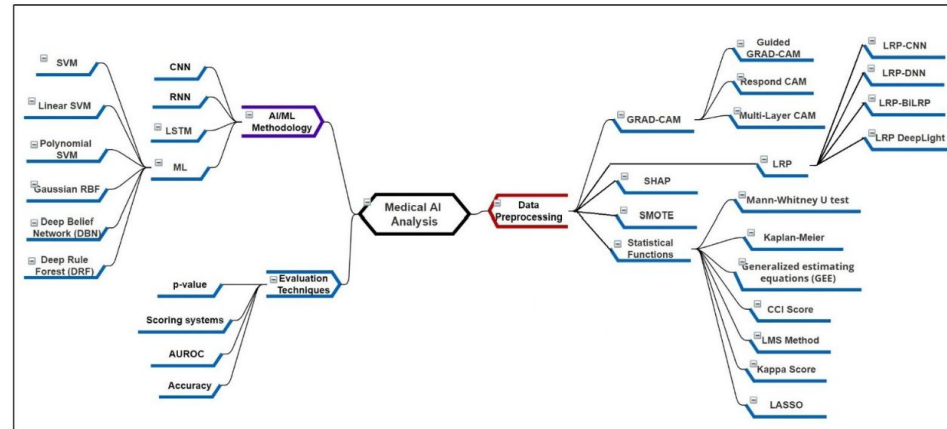 SVM
Linear SVM
Polynomial
SVM
Gaussian RBF
Deep Belief
Network (DBN)
Deep Rule
Forest (DRF)
CNN
RNN
LSTM
ML
AI/ML
Methodology
Medical AI
Analysis
Evaluation
Techniques
p-value
Scoring systems
AUROC
Accuracy
Data
Preprocessing
GRAD-CAM
Guided
GRAD-CAM
Respond CAM
Multi-Layer CAM
LRP
LRP-CNN
LRP-DNN
LRP-BiLRP
LRP DeepLight
SHAP
SMOTE
Statistical
Functions
Mann-Whitney U test
Kaplan-Meier
Generalized estimating
equations (GEE)
CCI Score
LMS Method
Kappa Score
LASSO